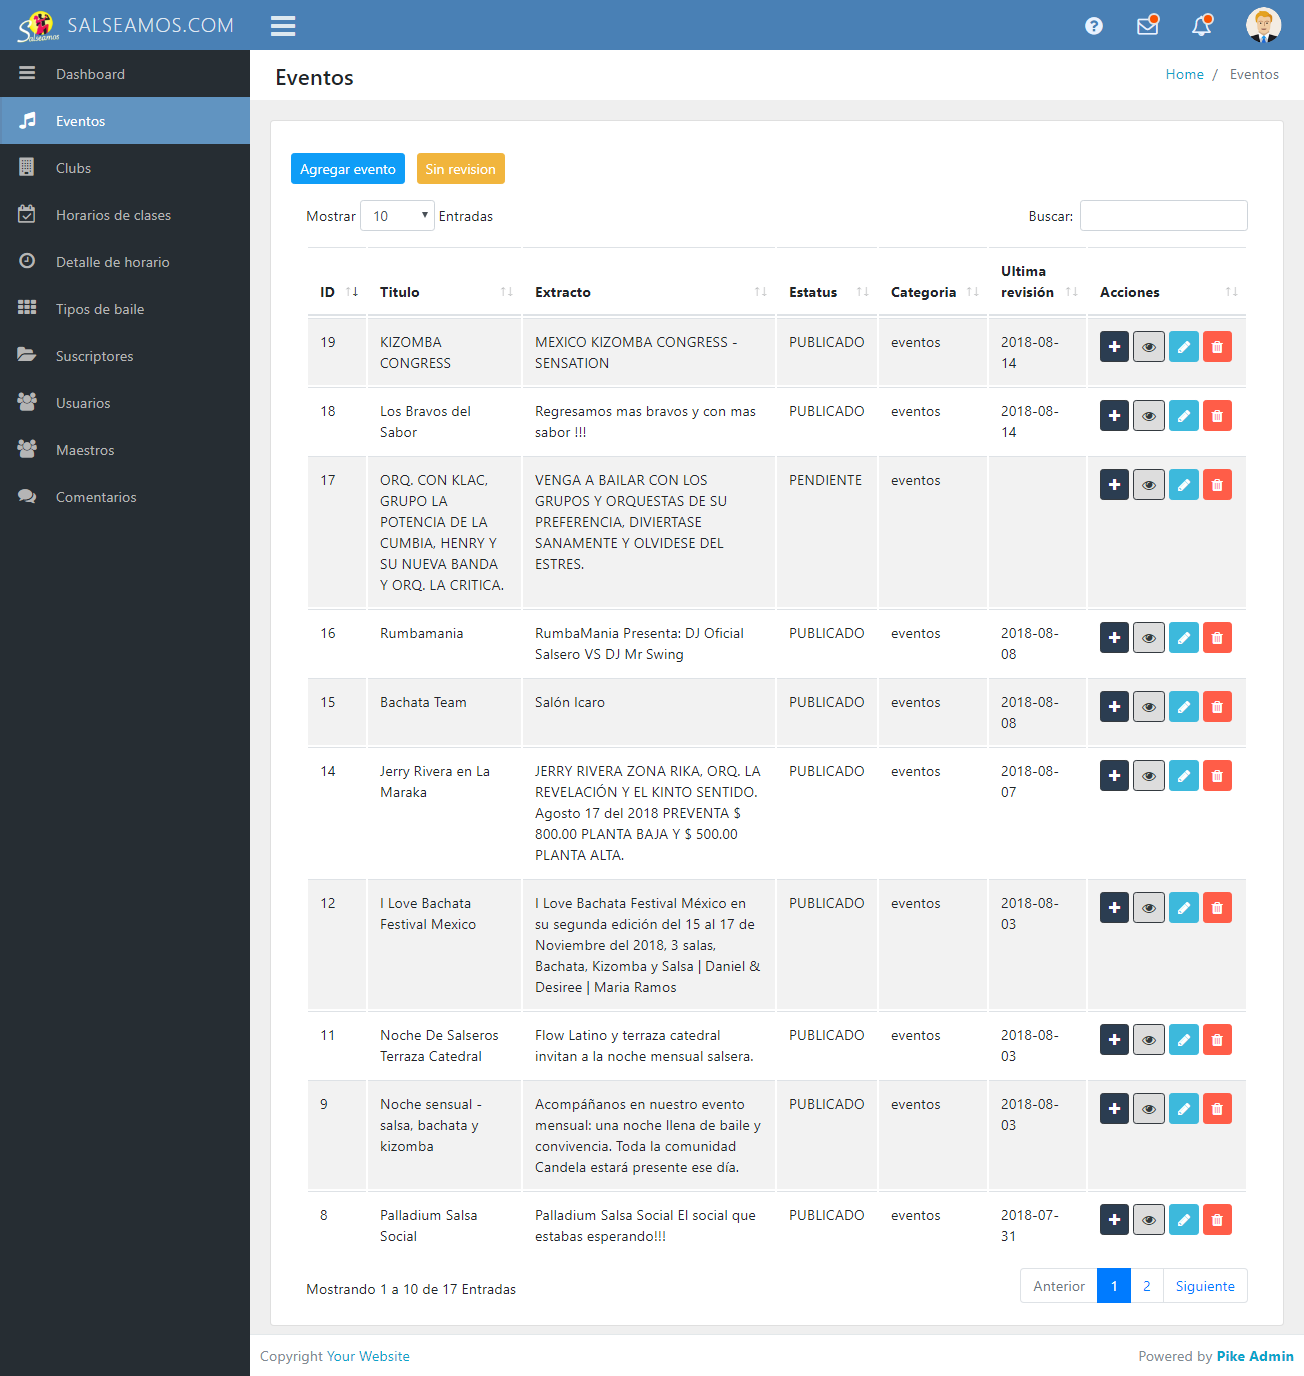 Salseamos SALSEAMOS.COM
Dashboard
Eventos
Clubs
Horarios de clases
Detalle de horario
Tipos de baile
Suscriptores
Usuarios
Maestros
Comentarios
Eventos
Home / Eventos
Agregar evento Sin revision
Mostrar 10 Entradas Buscar:
Ultima
ID Titulo Extracto Estatus Categoria revisión Acciones
19 KIZOMBA MEXICO KIZOMBA CONGRESS - PUBLICADO eventos 2018-08-
CONGRESS SENSATION 14
18 Los Bravos del Regresamos mas bravos y con mas PUBLICADO eventos 2018-08-
Sabor sabor !!! 14
17 ORQ. CON KLAC, VENGA A BAILAR CON LOS PENDIENTE eventos
GRUPO LA GRUPOS Y ORQUESTAS DE SU
POTENCIA DE LA PREFERENCIA, DIVIERTASE
CUMBIA, HENRY Y SANAMENTE Y OLVIDESE DEL
SU NUEVA BANDA ESTRES.
Y ORQ. LA CRITICA.
16 Rumbamania RumbaMania Presenta: DJ Oficial PUBLICADO eventos 2018-08-
Salsero VS DJ Mr Swing 08
15 Bachata Team Salón Icaro PUBLICADO eventos 2018-08-
08
14 Jerry Rivera en La JERRY RIVERA ZONA RIKA, ORQ. LA PUBLICADO eventos 2018-08-
Maraka REVELACIÓN Y EL KINTO SENTIDO. 07
Agosto 17 del 2018 PREVENTA $
800.00 PLANTA BAJA Y $ 500.00
PLANTA ALTA.
12 I Love Bachata I Love Bachata Festival México en PUBLICADO eventos 2018-08-
Festival Mexico su segunda edición del 15 al 17 de 03
Noviembre del 2018, 3 salas,
Bachata, Kizomba y Salsa | Daniel &
Desiree | Maria Ramos
11 Noche De Salseros Flow Latino y terraza catedral PUBLICADO eventos 2018-08-
Terraza Catedral invitan a la noche mensual salsera. 03
9 Noche sensual - Acompáñanos en nuestro evento PUBLICADO eventos 2018-08-
salsa, bachata y mensual: una noche llena de baile y 03
kizomba convivencia. Toda la comunidad
Candela estará presente ese día.
8 Palladium Salsa Palladium Salsa Social El social que PUBLICADO eventos 2018-07-
Social estabas esperando!!! 31
Mostrando 1 a 10 de 17 Entradas Anterior 1 2 Siguiente
Copyright Your Website Powered by Pike Admin